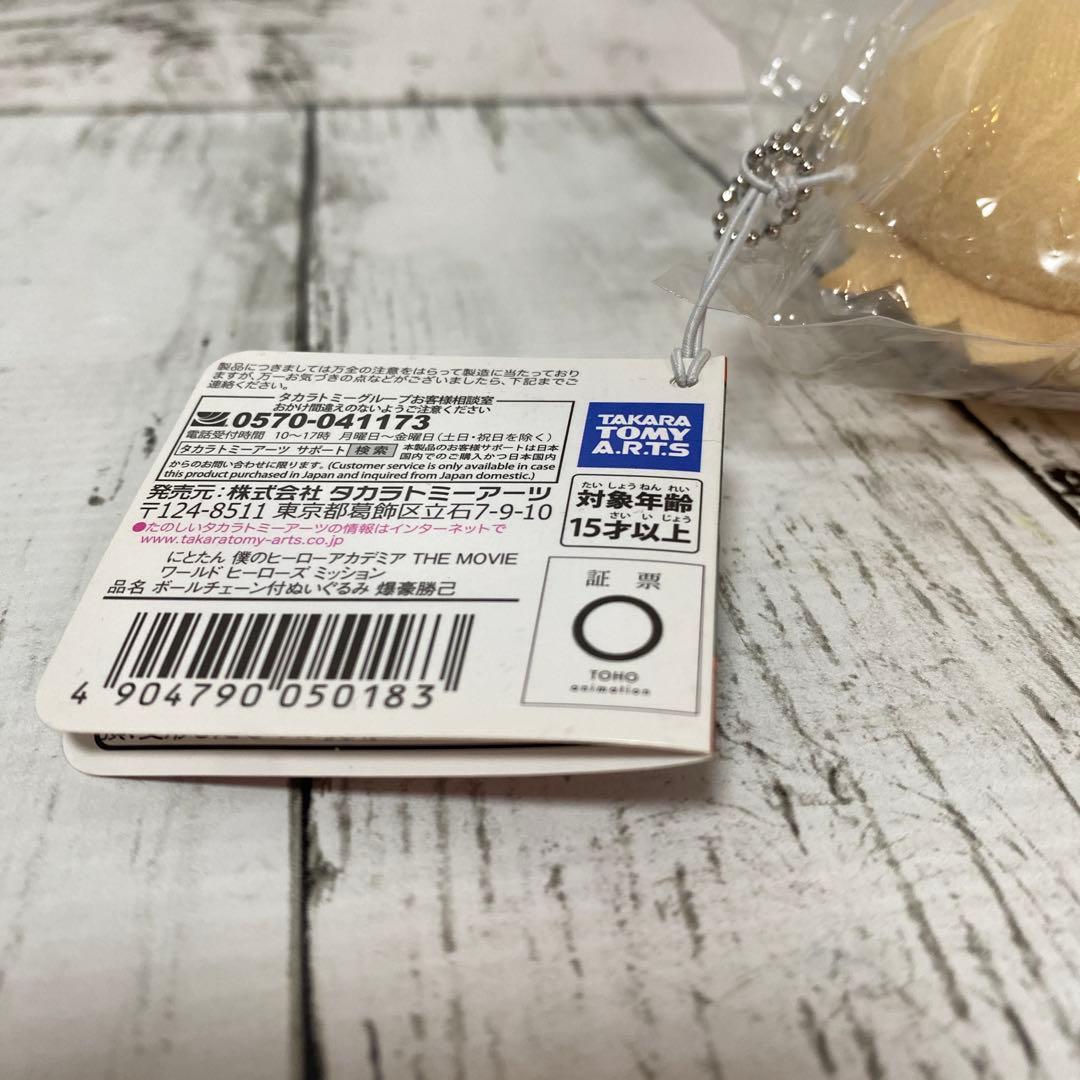 製品につきましては万全の注意をはらって製造に当たっており
ますが、万一お気づきの点などがございましたら、下記までご
連絡ください。
タカラトミーグループお客様相談室
おかけ間違えのないようご注意ください
0570-041173
電話受付時間 10〜17時 月曜日〜金曜日(土日・祝日を除く)
タカラトミーアーツ サポート 検索 本製品のお客様サポートは日本
国内でのご購入かつ日本国内
からのお問い合わせに限ります。(Customer service is only available in case
this product purchased in Japan and inquired from Japan domestic.)
発売元:株式会社 タカラトミーアーツ
〒124-8511 東京都葛飾区立石7-9-10
●たのしいタカラトミーアーツの情報はインターネットで
www.takaratomy-arts.co.jp
にとたん 僕のヒーローアカデミア THE MOVIE
ワールド ヒーローズ ミッション
品名 ボールチェーン付ぬいぐるみ 爆豪勝己
4 904790 050183
TAKARA
TOMY
A.R.T.S
たい しょう ねん れい
対象年齢
さい い じょう
15才以上
証票
TOHO
animation